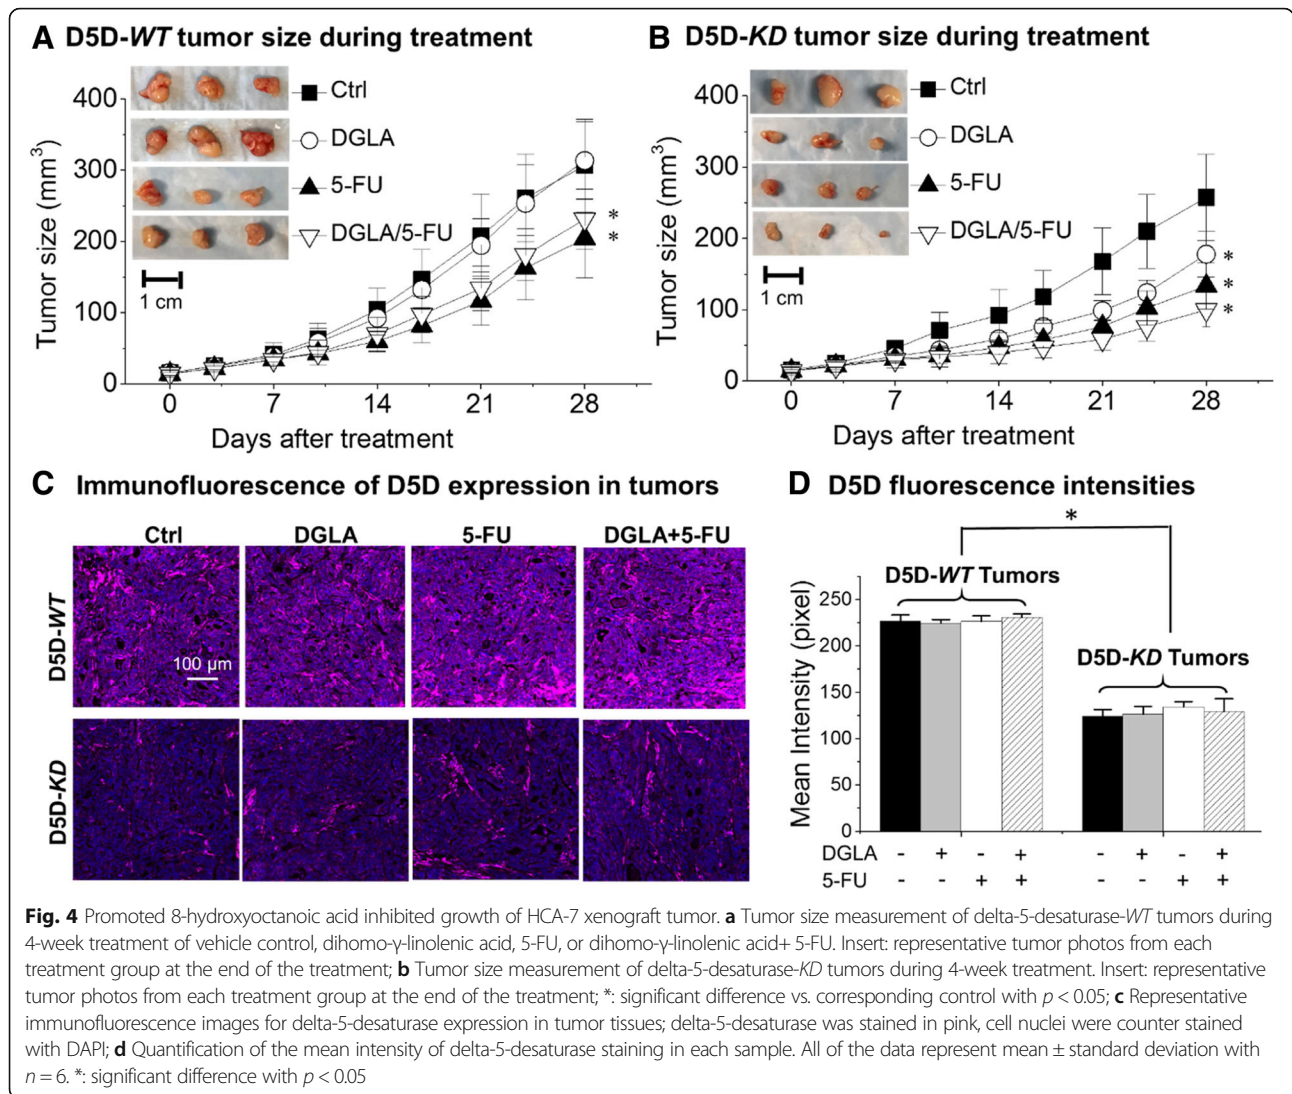 A D5D-WT tumor size during treatment
Ctrl
DGLA
5-FU
DGLA/5-FU
1 cm
400
300
200
100
0
Tumor size (mm³)
*
*
0 7 14 21 28
Days after treatment
B D5D-KD tumor size during treatment
Ctrl
DGLA
5-FU
DGLA/5-FU
1 cm
400
300
200
100
0
Tumor size (mm³)
*
*
*
0 7 14 21 28
Days after treatment
C Immunofluorescence of D5D expression in tumors
Ctrl DGLA 5-FU DGLA+5-FU
D5D-WT
100 µm
D5D-KD
D D5D fluorescence intensities
*
D5D-WT Tumors
D5D-KD Tumors
Mean Intensity (pixel)
250
200
150
100
50
0
DGLA - + - + - + - +
5-FU - - + + - - + +
Fig. 4 Promoted 8-hydroxyoctanoic acid inhibited growth of HCA-7 xenograft tumor. a Tumor size measurement of delta-5-desaturase-WT tumors during
4-week treatment of vehicle control, dihomo-γ-linolenic acid, 5-FU, or dihomo-γ-linolenic acid+ 5-FU. Insert: representative tumor photos from each
treatment group at the end of the treatment; b Tumor size measurement of delta-5-desaturase-KD tumors during 4-week treatment. Insert: representative
tumor photos from each treatment group at the end of the treatment; *: significant difference vs. corresponding control with p < 0.05; c Representative
immunofluorescence images for delta-5-desaturase expression in tumor tissues; delta-5-desaturase was stained in pink, cell nuclei were counter stained
with DAPI; d Quantification of the mean intensity of delta-5-desaturase staining in each sample. All of the data represent mean ± standard deviation with
n = 6. *: significant difference with p < 0.05